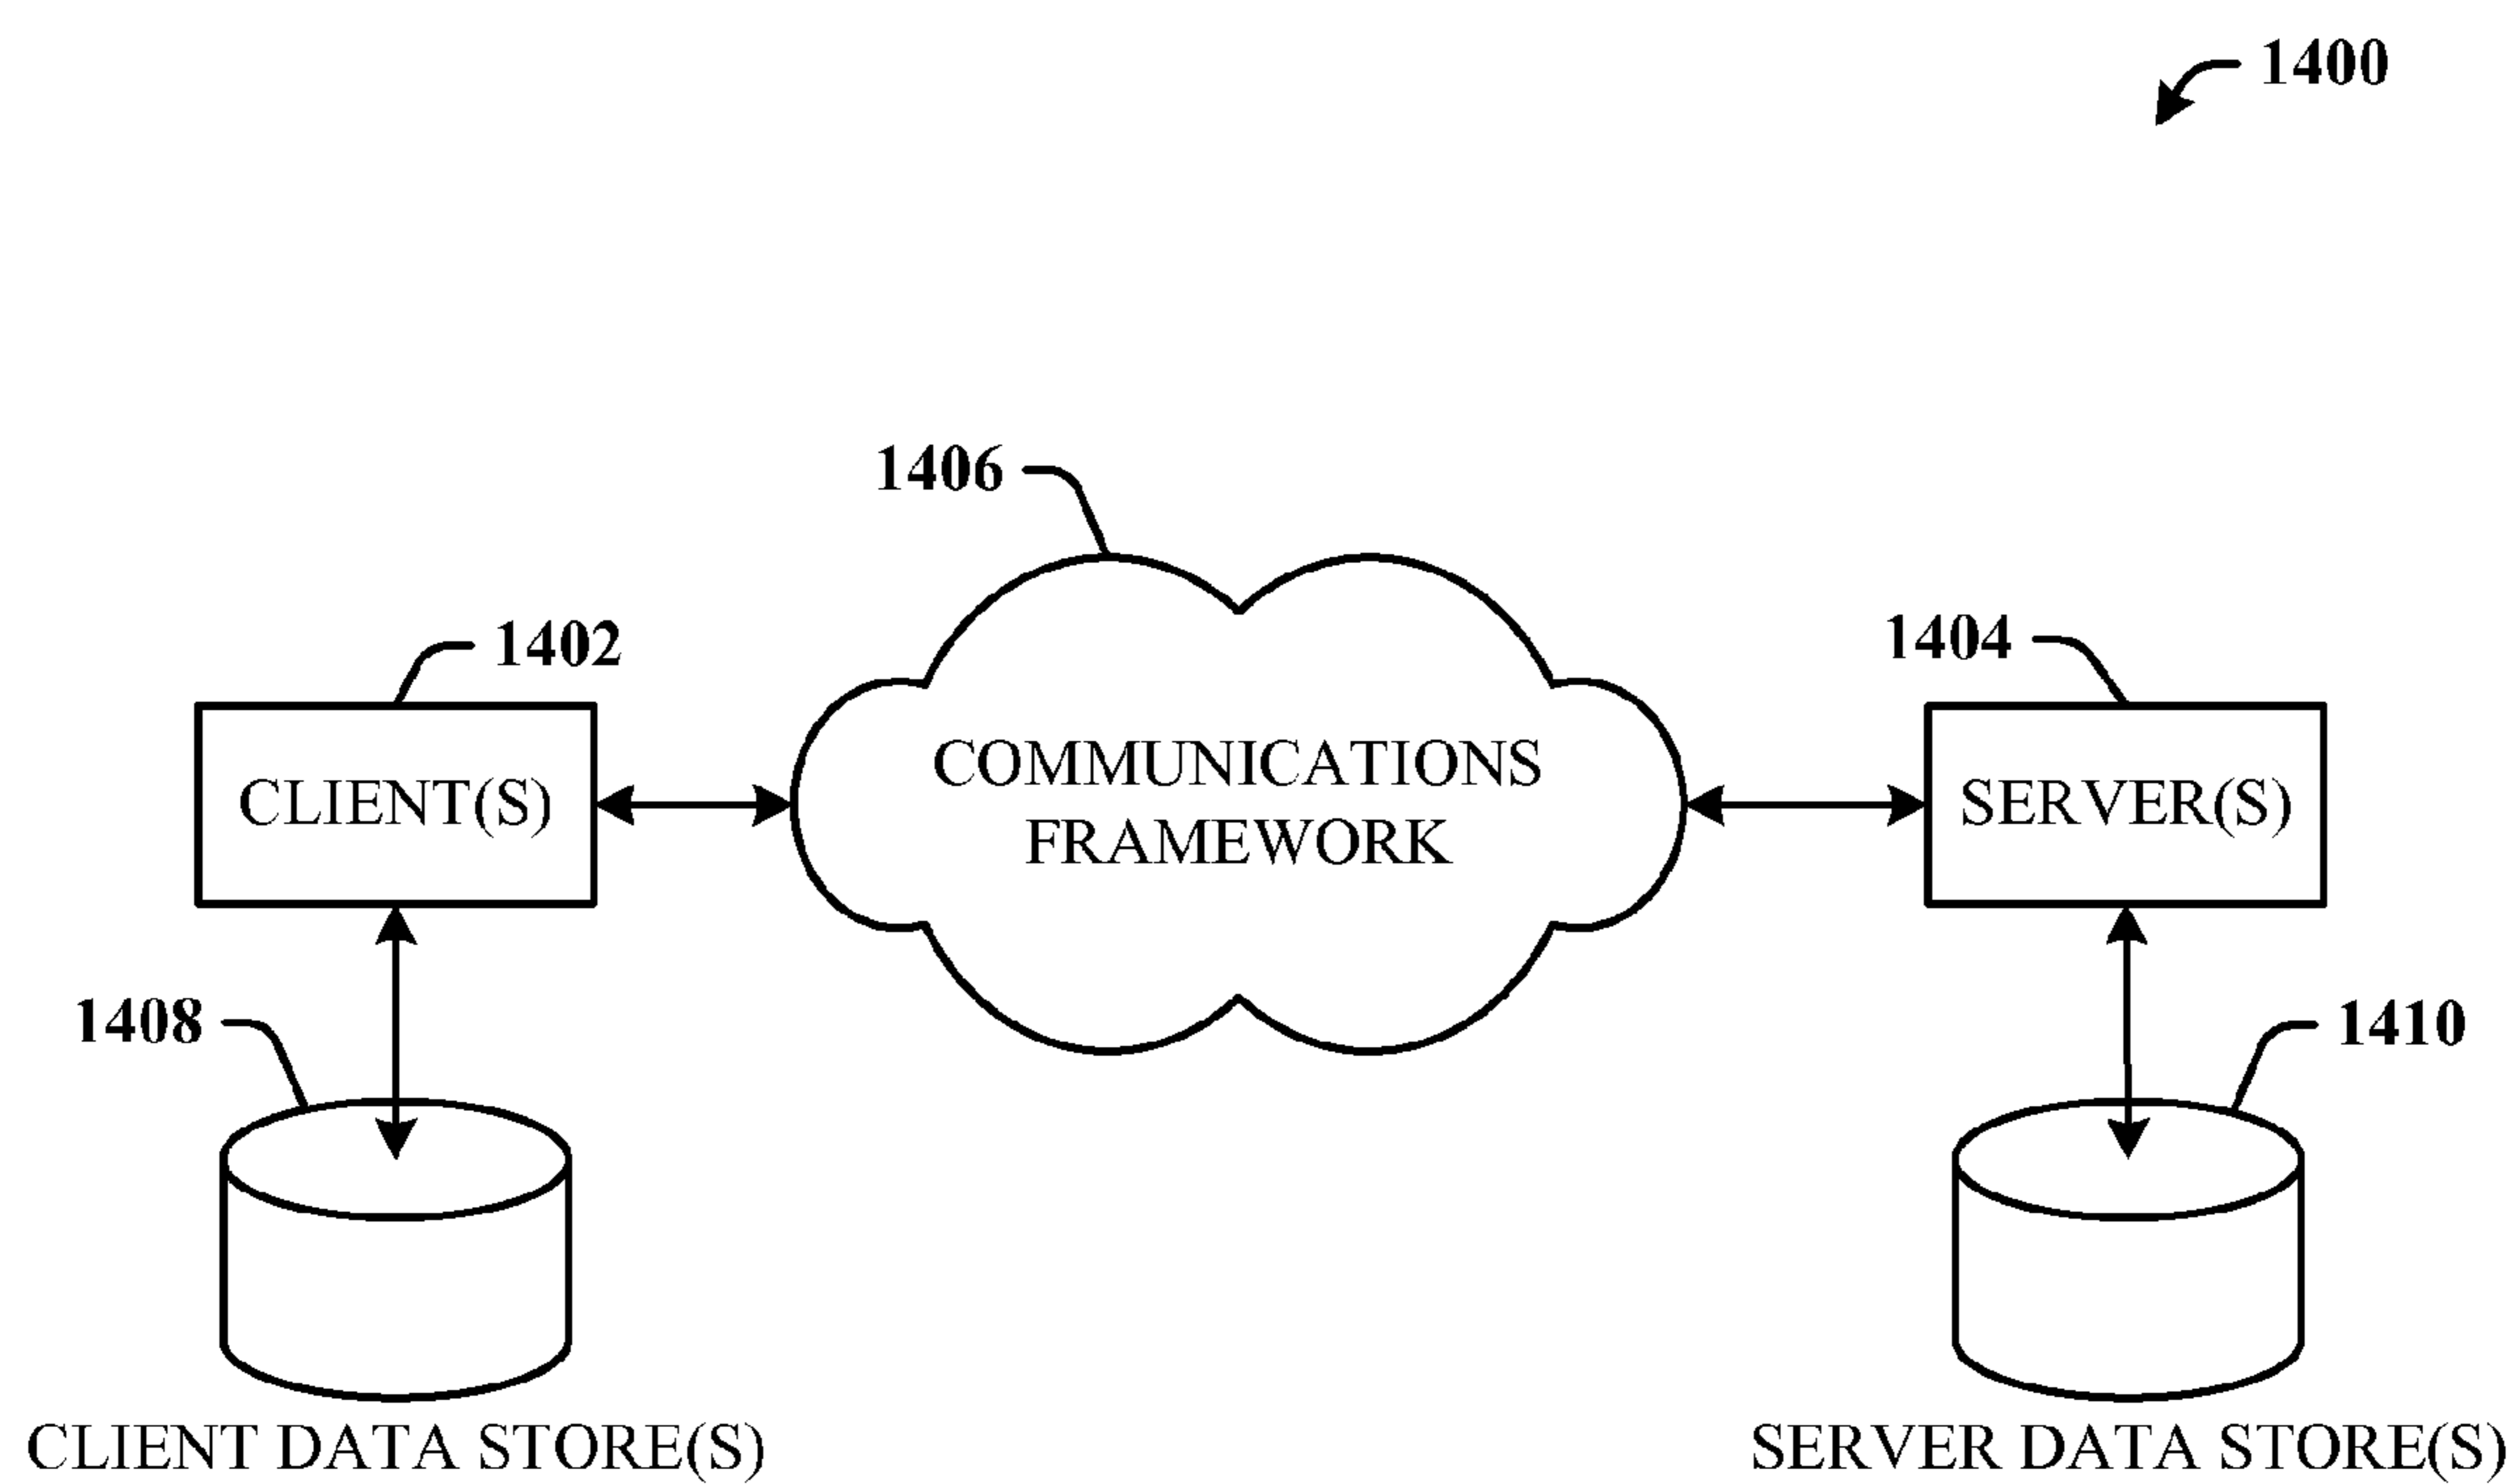 1400
1406
1402
1404
COMMUNICATIONS
FRAMEWORK
CLIENT(S)
SERVER(S)
1408
1410
CLIENT DATA STORE(S)
SERVER DATA STORE(S)